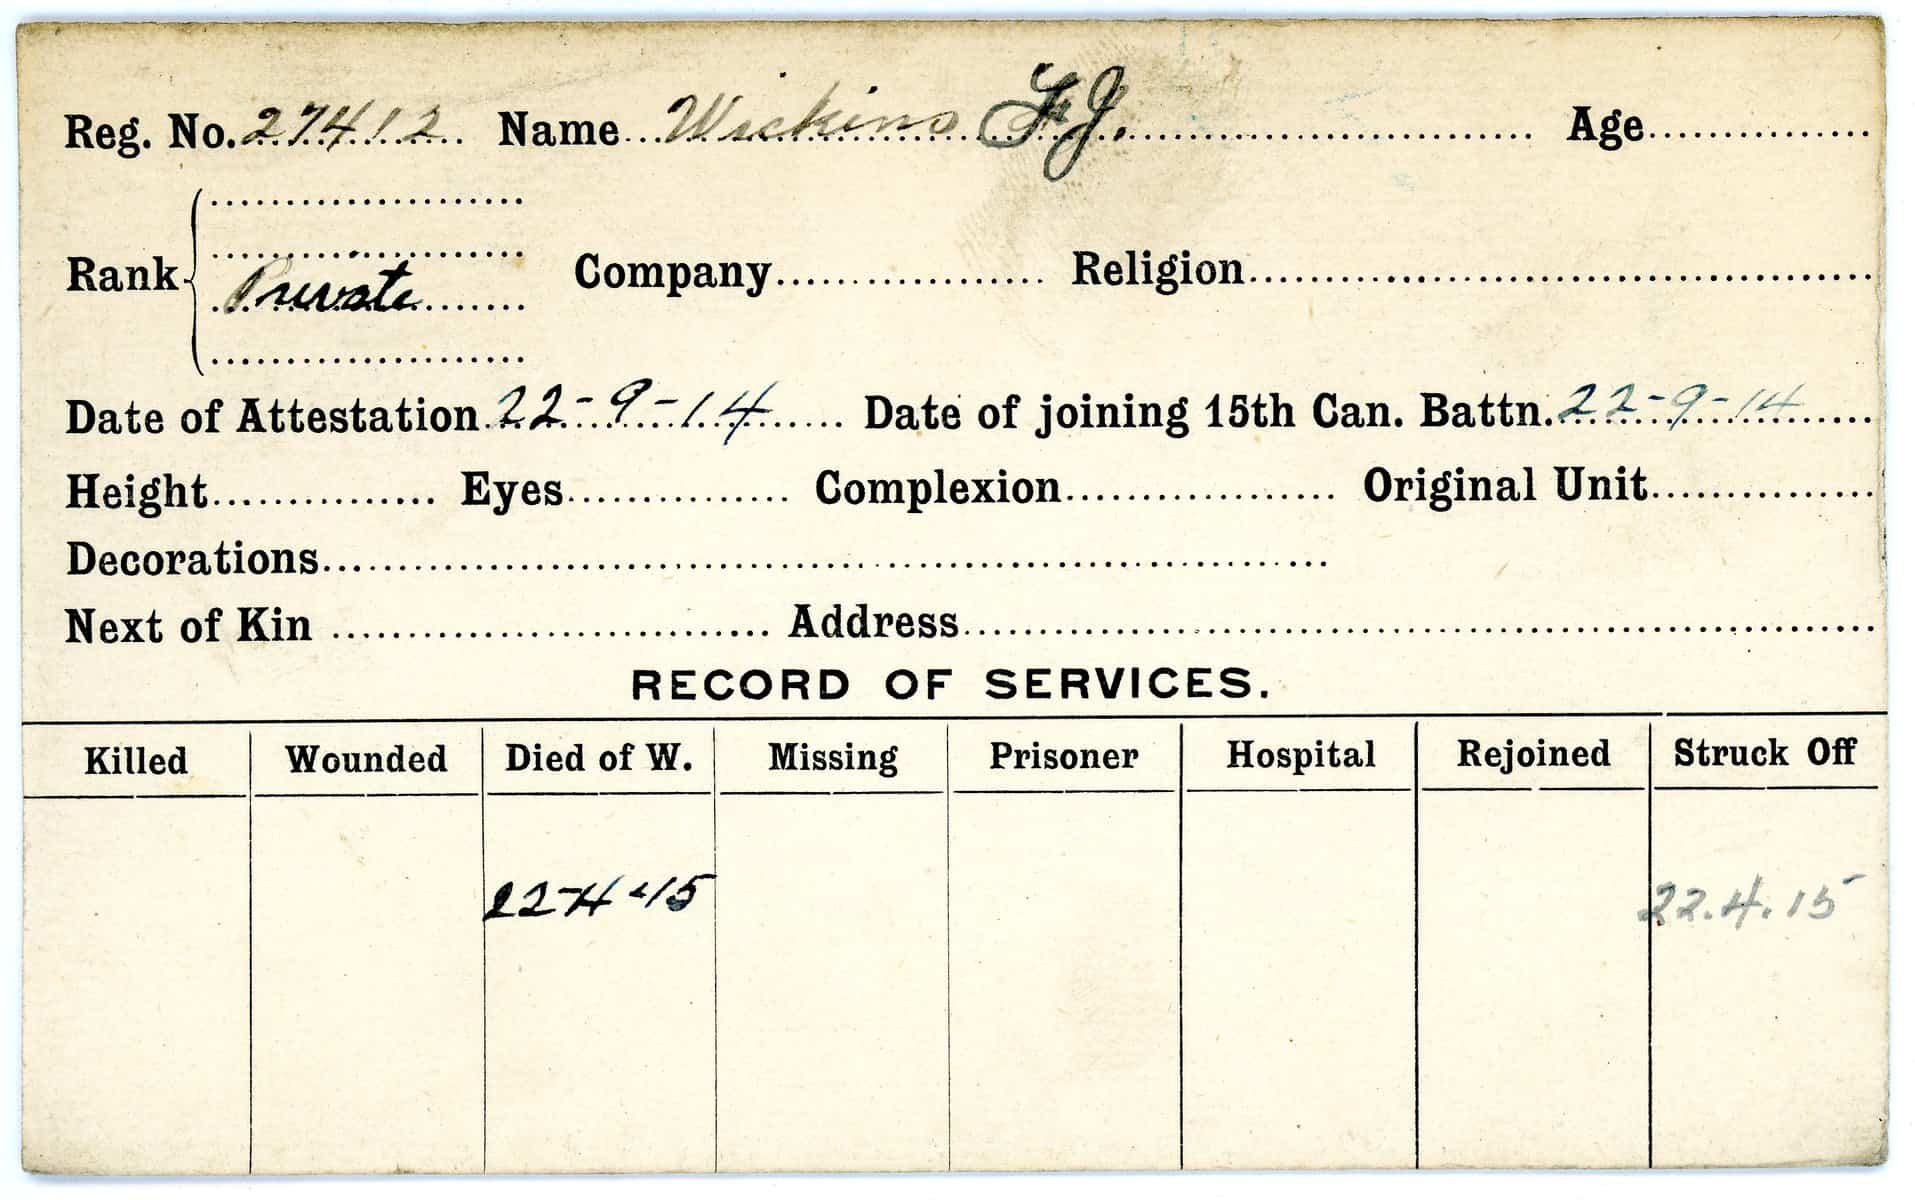 Reg. No. 27412 Name Wickins F. J. Age
Rank Private Company Religion
Date of Attestation 22-9-14 Date of joining 15th Can. Battn. 22-9-14
Height Eyes Complexion Original Unit
Decorations
Next of Kin Address
RECORD OF SERVICES.
Killed Wounded Died of W. Missing Prisoner Hospital Rejoined Struck Off
22-4-15 22.4.15